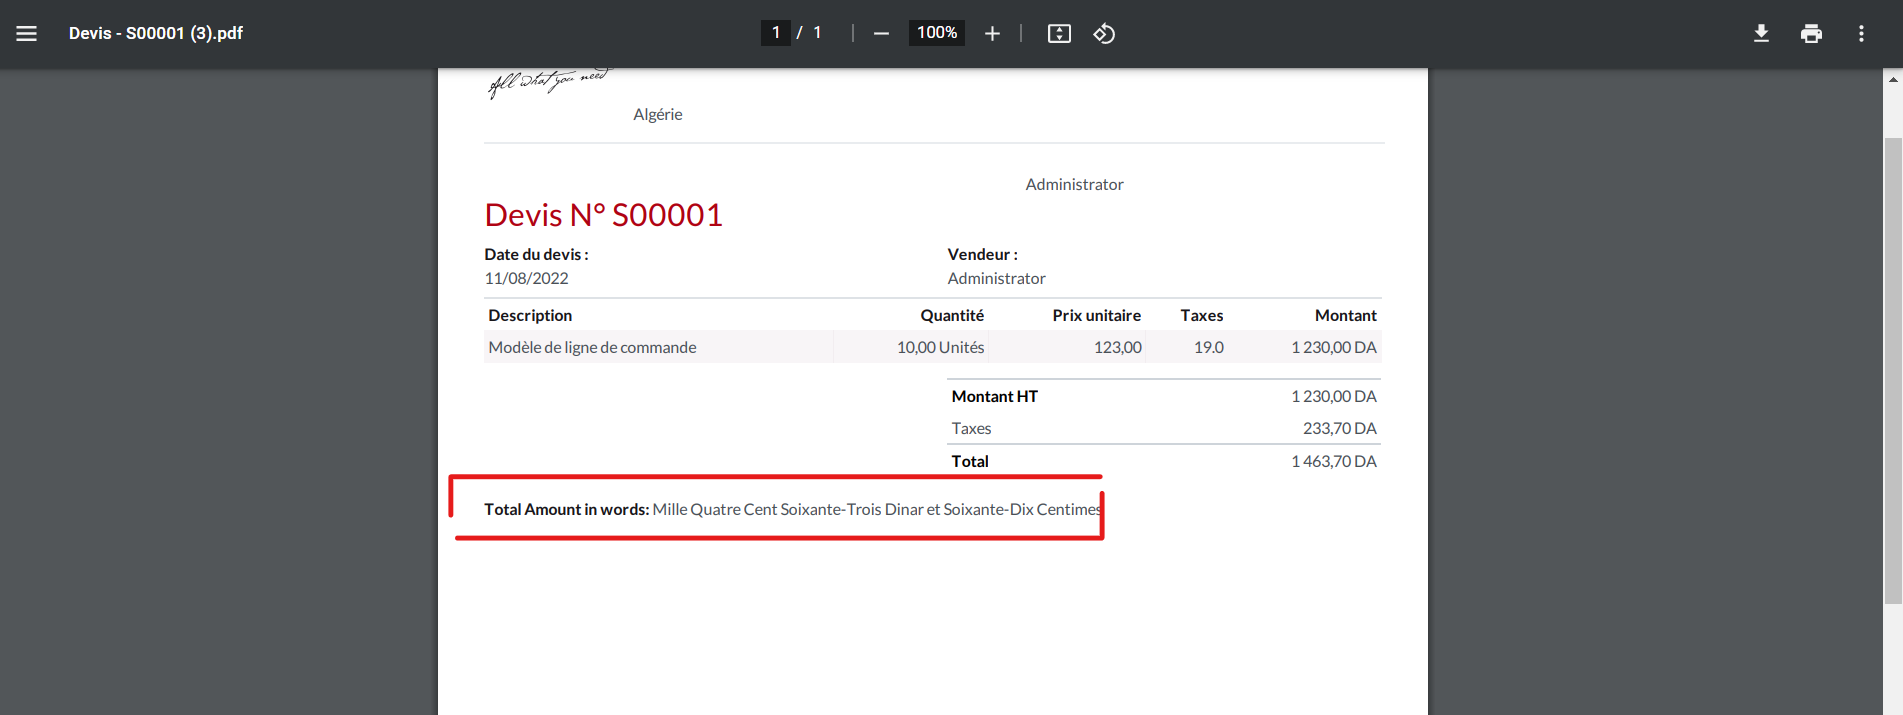 Devis - S00001 (3).pdf
1 / 1
100%
All what you need
Algérie
Administrator
Devis N° S00001
Date du devis : Vendeur :
11/08/2022 Administrator
Description Quantité Prix unitaire Taxes Montant
Modèle de ligne de commande 10,00 Unités 123,00 19.0 1 230,00 DA
Montant HT 1 230,00 DA
Taxes 233,70 DA
Total 1 463,70 DA
Total Amount in words: Mille Quatre Cent Soixante-Trois Dinar et Soixante-Dix Centimes